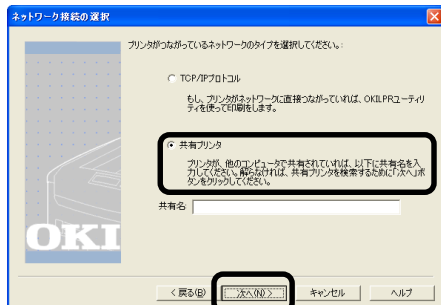 ネットワーク接続の選択
プリンタがつながっているネットワークのタイプを選択してください。:
TCP/IPプロトコル
もし、プリンタがネットワークに直接つながっていれば、OKILPRユーティリ
ティを使って印刷をします。
共有プリンタ
プリンタが、他のコンピュータで共有されていれば、以下に共有名を入
力してください。解らなければ、共有プリンタを検索するために「次へ」ボ
タンをクリックしてください。
共有名
OKI
< 戻る(B) 次へ(N) > キャンセル ヘルプ